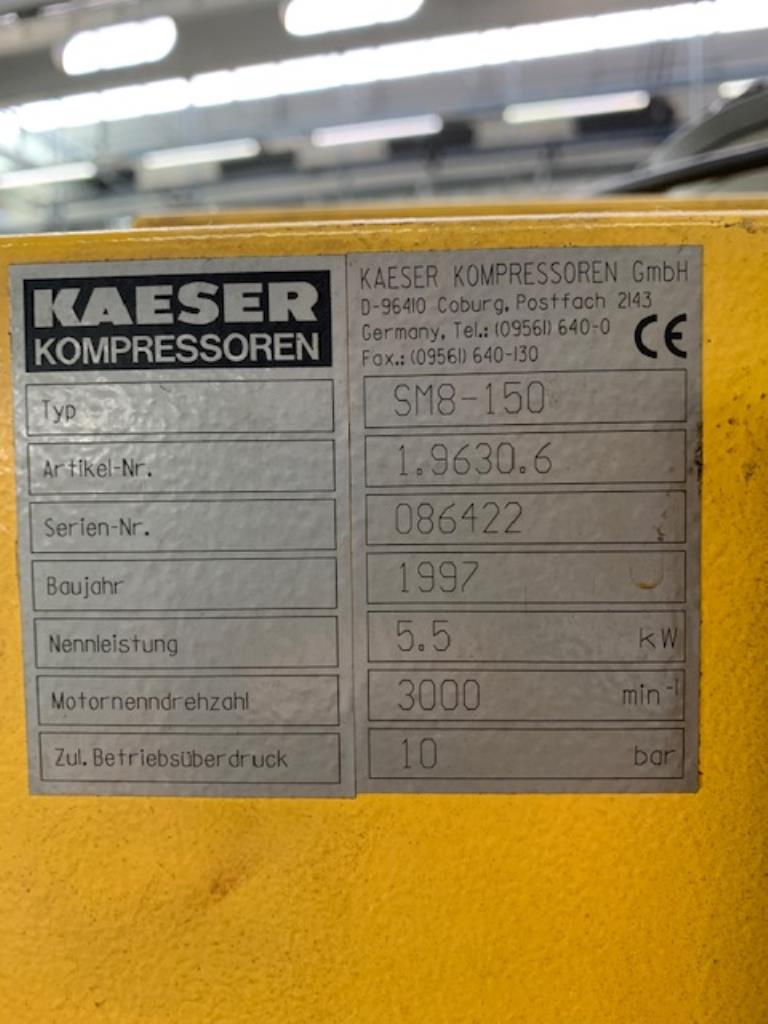 KAESER
KOMPRESSOREN
KAESER KOMPRESSOREN GmbH
D-96410 Coburg, Postfach 2143
Germany, Tel.: (09561) 640-0
Fax.: (09561) 640-130
CE
Typ SM8-150
Artikel-Nr. 1.9630.6
Serien-Nr. 086422
Baujahr 1997
Nennleistung 5.5 kW
Motornenndrehzahl 3000 min⁻¹
Zul. Betriebsüberdruck 10 bar